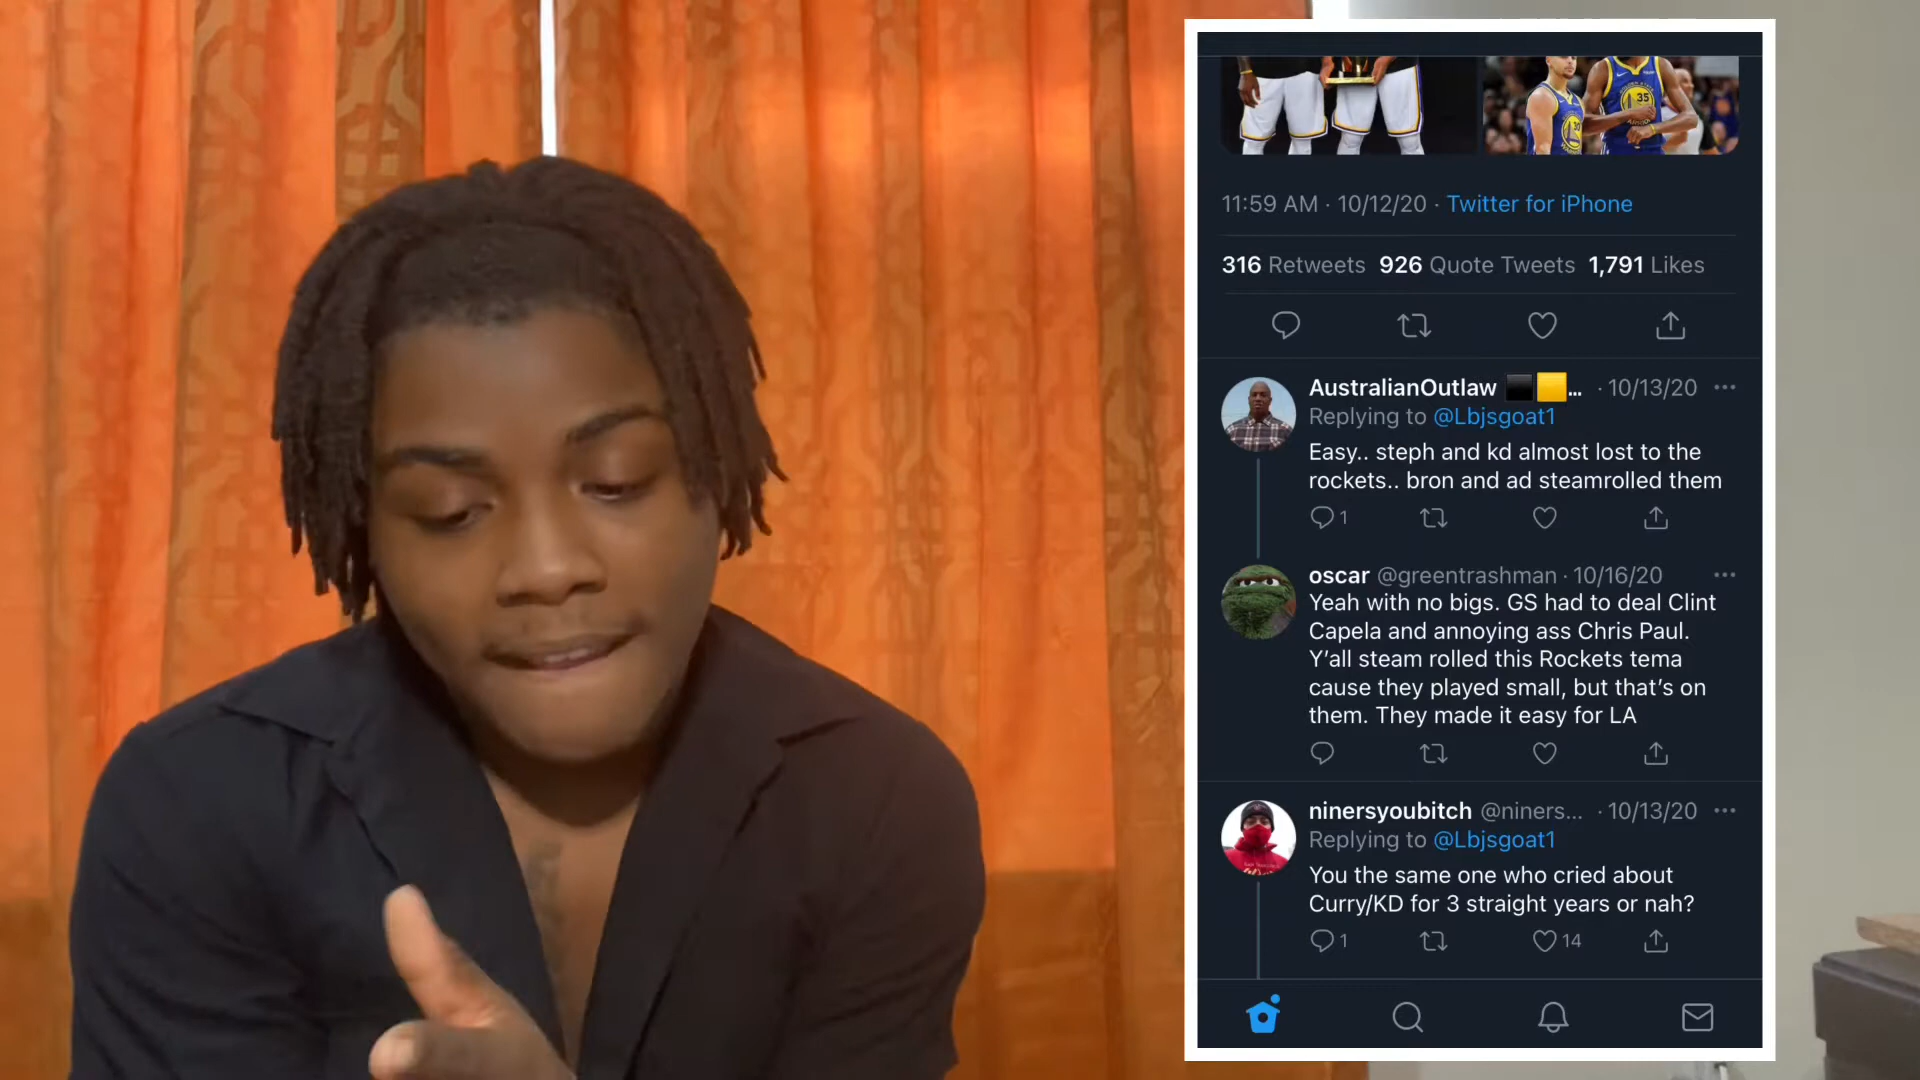 35
30
11:59 AM · 10/12/20 · Twitter for iPhone
316 Retweets 926 Quote Tweets 1,791 Likes
AustralianOutlaw ⬛🟨... · 10/13/20
Replying to @Lbjsgoat1
Easy.. steph and kd almost lost to the
rockets.. bron and ad steamrolled them
1
oscar @greentrashman · 10/16/20
Yeah with no bigs. GS had to deal Clint
Capela and annoying ass Chris Paul.
Y'all steam rolled this Rockets tema
cause they played small, but that's on
them. They made it easy for LA
ninersyoubitch @niners... · 10/13/20
Replying to @Lbjsgoat1
You the same one who cried about
Curry/KD for 3 straight years or nah?
1 14